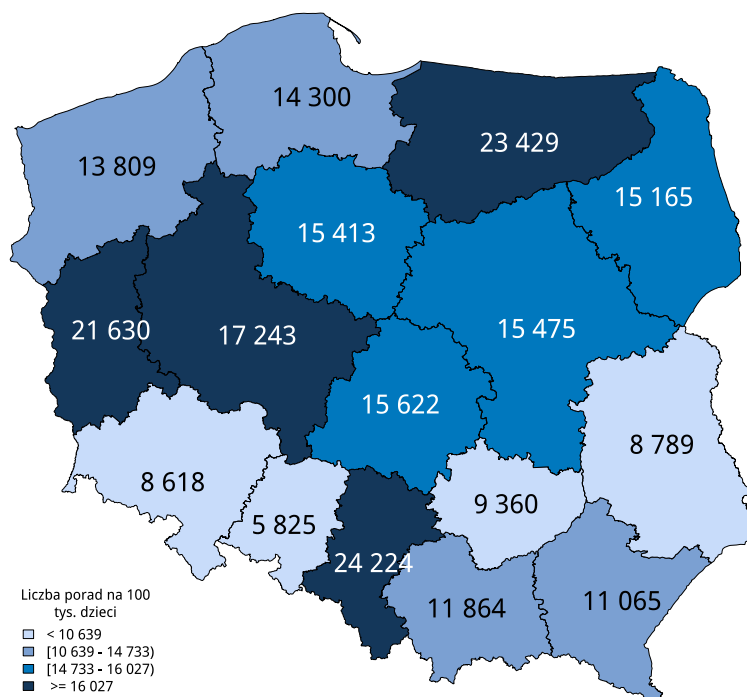 14 300
23 429
13 809
15 165
15 413
21 630
17 243
15 475
15 622
8 789
8 618
9 360
5 825
24 224
11 864
11 065
Liczba porad na 100
tys. dzieci
< 10 639
[10 639 - 14 733)
[14 733 - 16 027)
>= 16 027